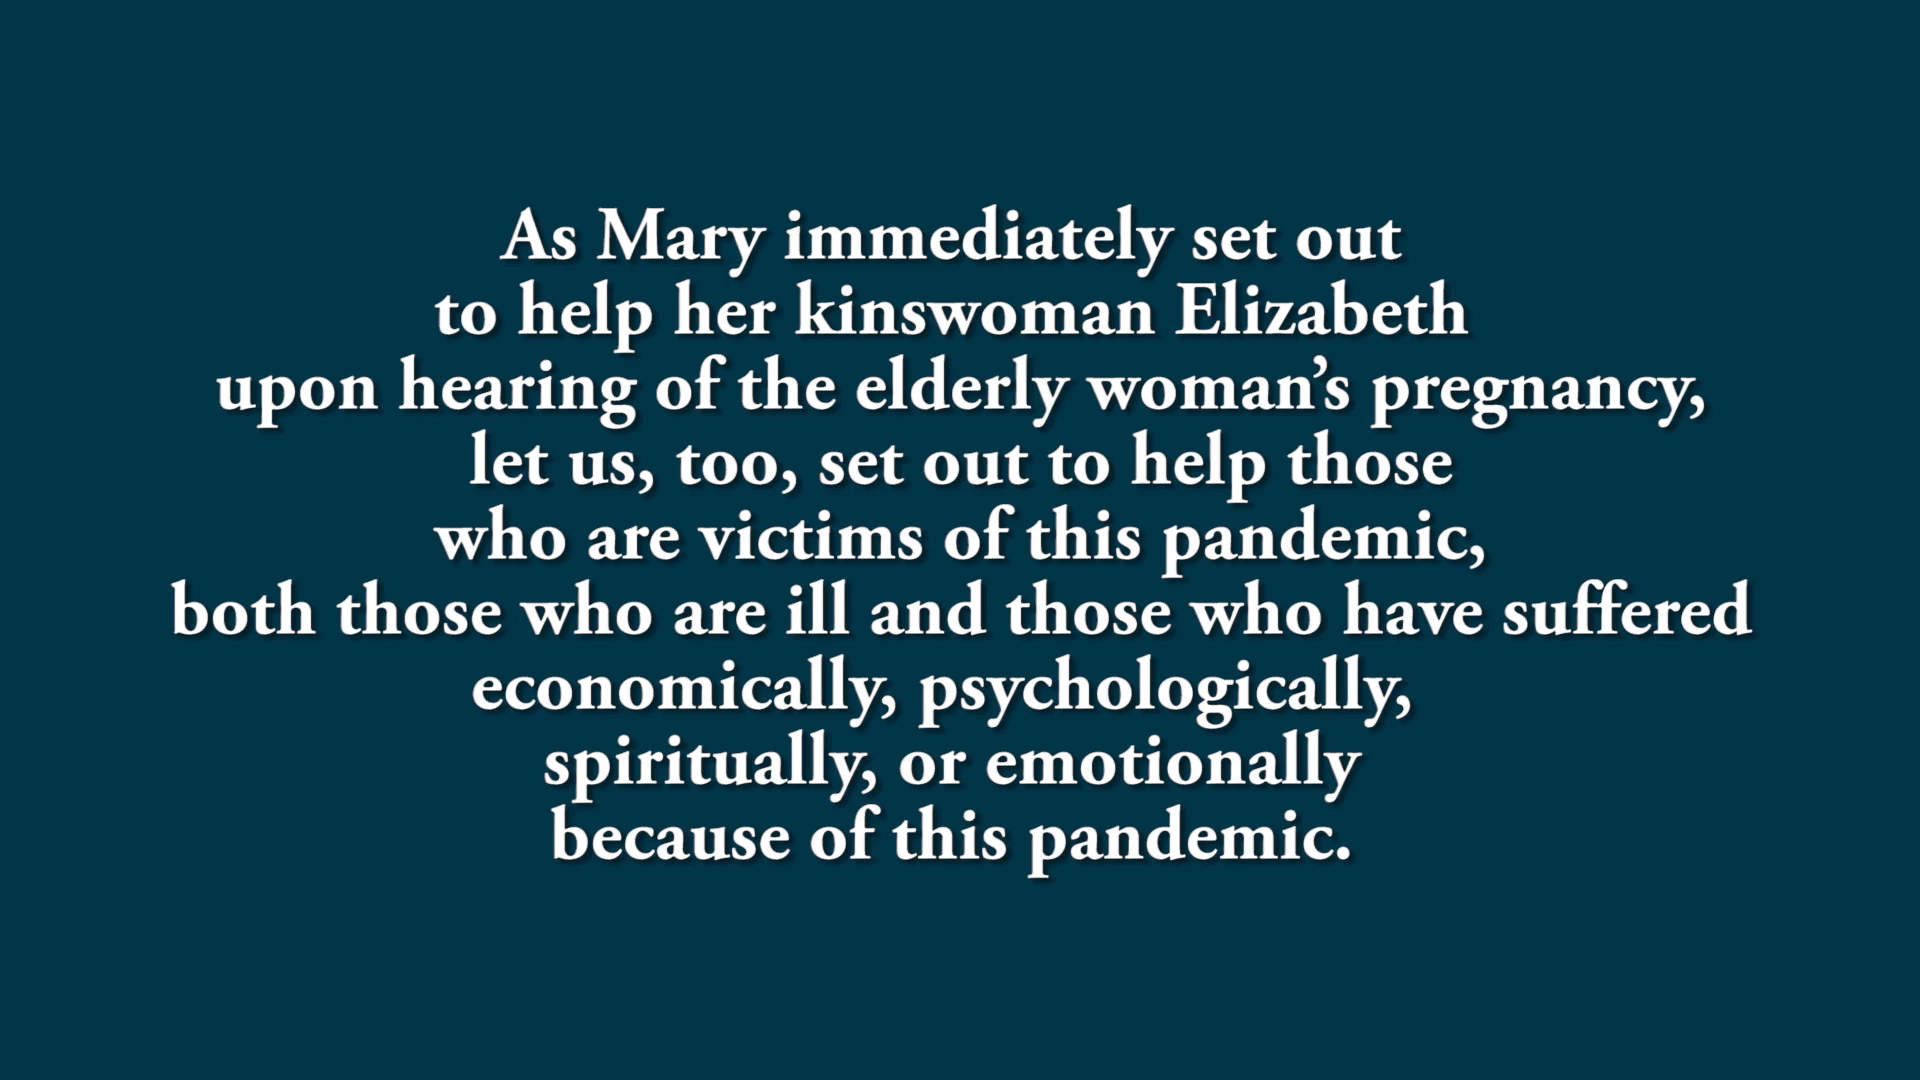 As Mary immediately set out
to help her kinswoman Elizabeth
upon hearing of the elderly woman’s pregnancy,
let us, too, set out to help those
who are victims of this pandemic,
both those who are ill and those who have suffered
economically, psychologically,
spiritually, or emotionally
because of this pandemic.